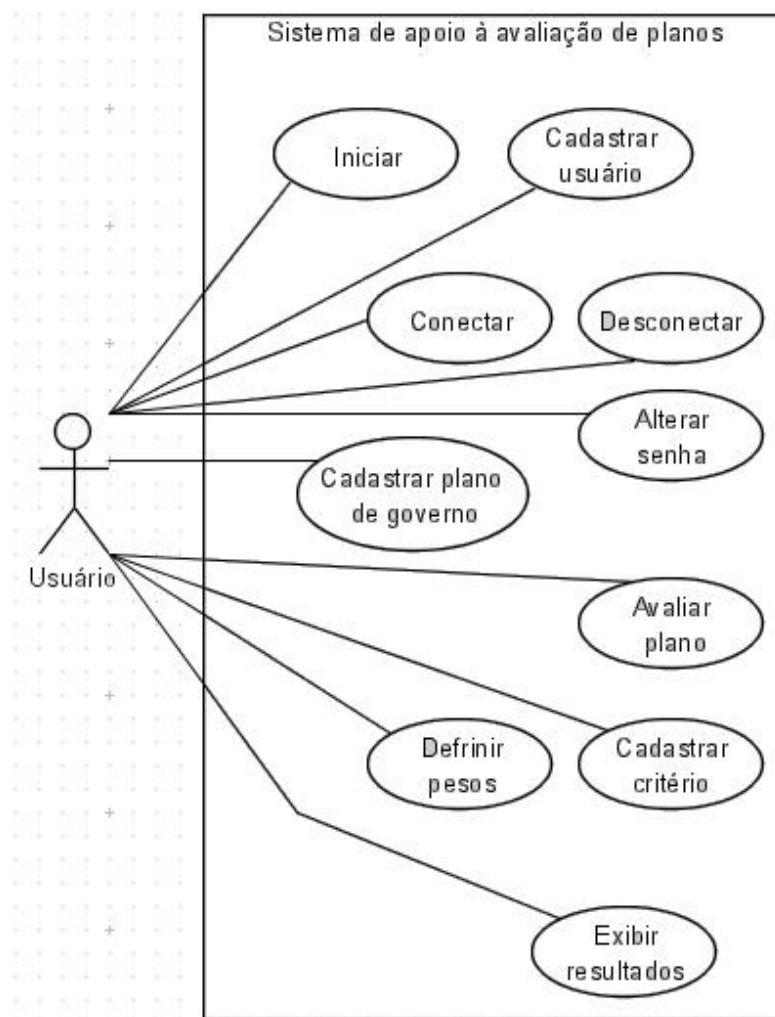 Sistema de apoio à avaliação de planos
Iniciar
Cadastrar
usuário
Conectar
Desconectar
Alterar
senha
Cadastrar plano
de governo
Usuário
Avaliar
plano
Defrinir
pesos
Cadastrar
critério
Exibir
resultados